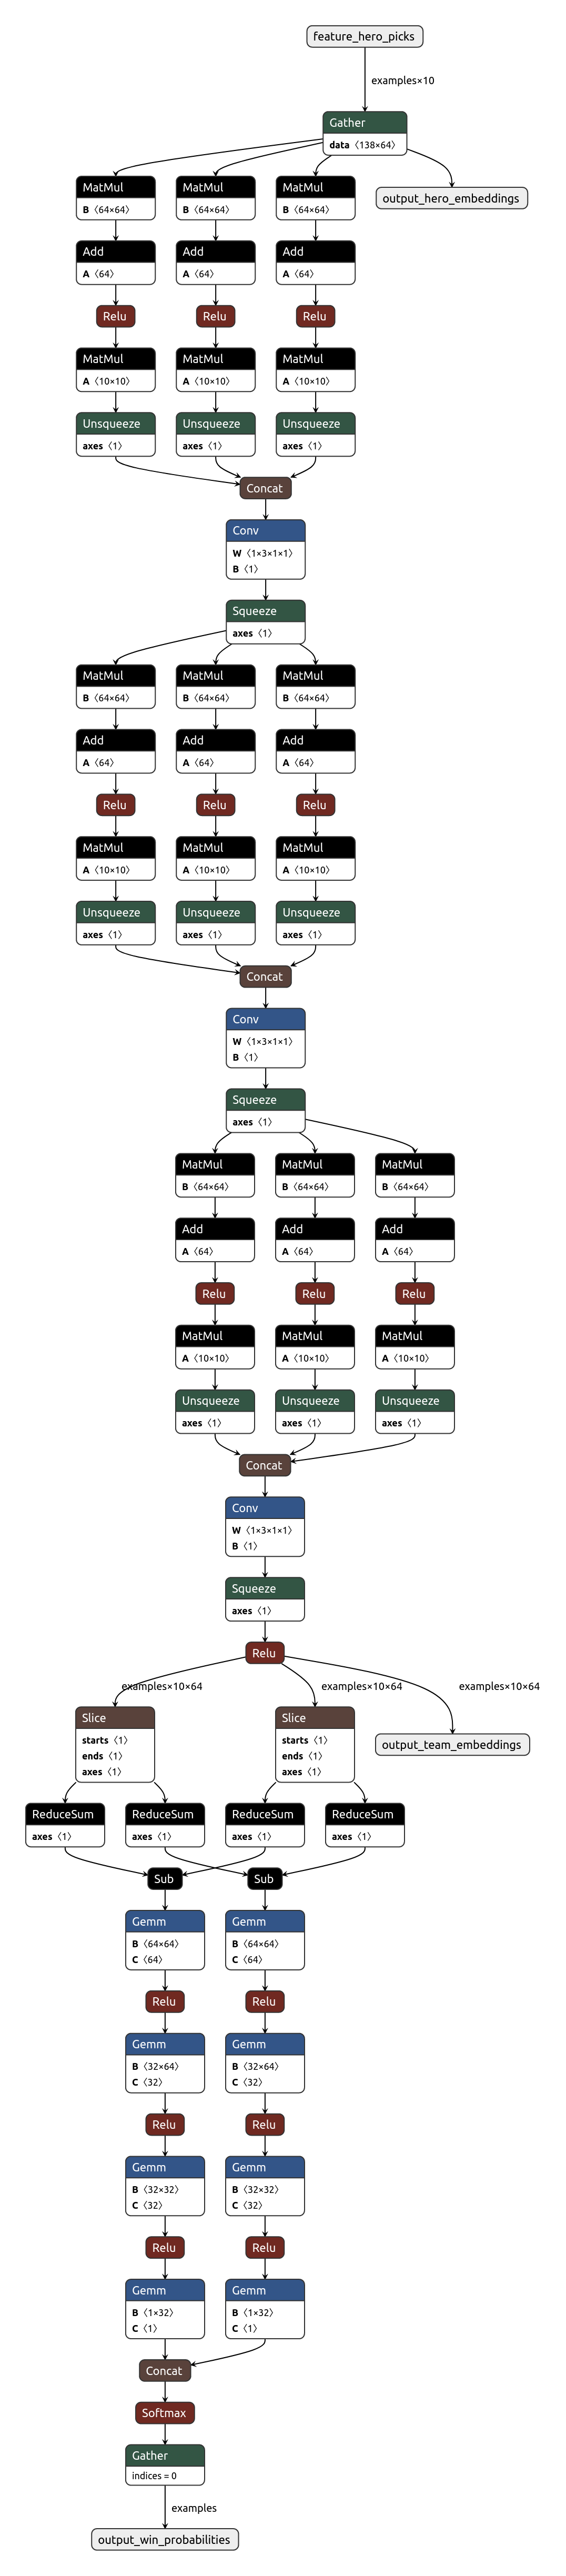 feature_hero_picks
examples×10
Gather
data 〈138×64〉
MatMul MatMul MatMul
B 〈64×64〉 B 〈64×64〉 B 〈64×64〉
output_hero_embeddings
Add Add Add
A 〈64〉 A 〈64〉 A 〈64〉
Relu Relu Relu
MatMul MatMul MatMul
A 〈10×10〉 A 〈10×10〉 A 〈10×10〉
Unsqueeze Unsqueeze Unsqueeze
axes 〈1〉 axes 〈1〉 axes 〈1〉
Concat
Conv
W 〈1×3×1×1〉
B 〈1〉
Squeeze
axes 〈1〉
MatMul MatMul MatMul
B 〈64×64〉 B 〈64×64〉 B 〈64×64〉
Add Add Add
A 〈64〉 A 〈64〉 A 〈64〉
Relu Relu Relu
MatMul MatMul MatMul
A 〈10×10〉 A 〈10×10〉 A 〈10×10〉
Unsqueeze Unsqueeze Unsqueeze
axes 〈1〉 axes 〈1〉 axes 〈1〉
Concat
Conv
W 〈1×3×1×1〉
B 〈1〉
Squeeze
axes 〈1〉
MatMul MatMul MatMul
B 〈64×64〉 B 〈64×64〉 B 〈64×64〉
Add Add Add
A 〈64〉 A 〈64〉 A 〈64〉
Relu Relu Relu
MatMul MatMul MatMul
A 〈10×10〉 A 〈10×10〉 A 〈10×10〉
Unsqueeze Unsqueeze Unsqueeze
axes 〈1〉 axes 〈1〉 axes 〈1〉
Concat
Conv
W 〈1×3×1×1〉
B 〈1〉
Squeeze
axes 〈1〉
Relu
examples×10×64 examples×10×64 examples×10×64
Slice Slice
starts 〈1〉 starts 〈1〉
ends 〈1〉 ends 〈1〉
axes 〈1〉 axes 〈1〉
output_team_embeddings
ReduceSum ReduceSum ReduceSum ReduceSum
axes 〈1〉 axes 〈1〉 axes 〈1〉 axes 〈1〉
Sub Sub
Gemm Gemm
B 〈64×64〉 B 〈64×64〉
C 〈64〉 C 〈64〉
Relu Relu
Gemm Gemm
B 〈32×64〉 B 〈32×64〉
C 〈32〉 C 〈32〉
Relu Relu
Gemm Gemm
B 〈32×32〉 B 〈32×32〉
C 〈32〉 C 〈32〉
Relu Relu
Gemm Gemm
B 〈1×32〉 B 〈1×32〉
C 〈1〉 C 〈1〉
Concat
Softmax
Gather
indices = 0
examples
output_win_probabilities